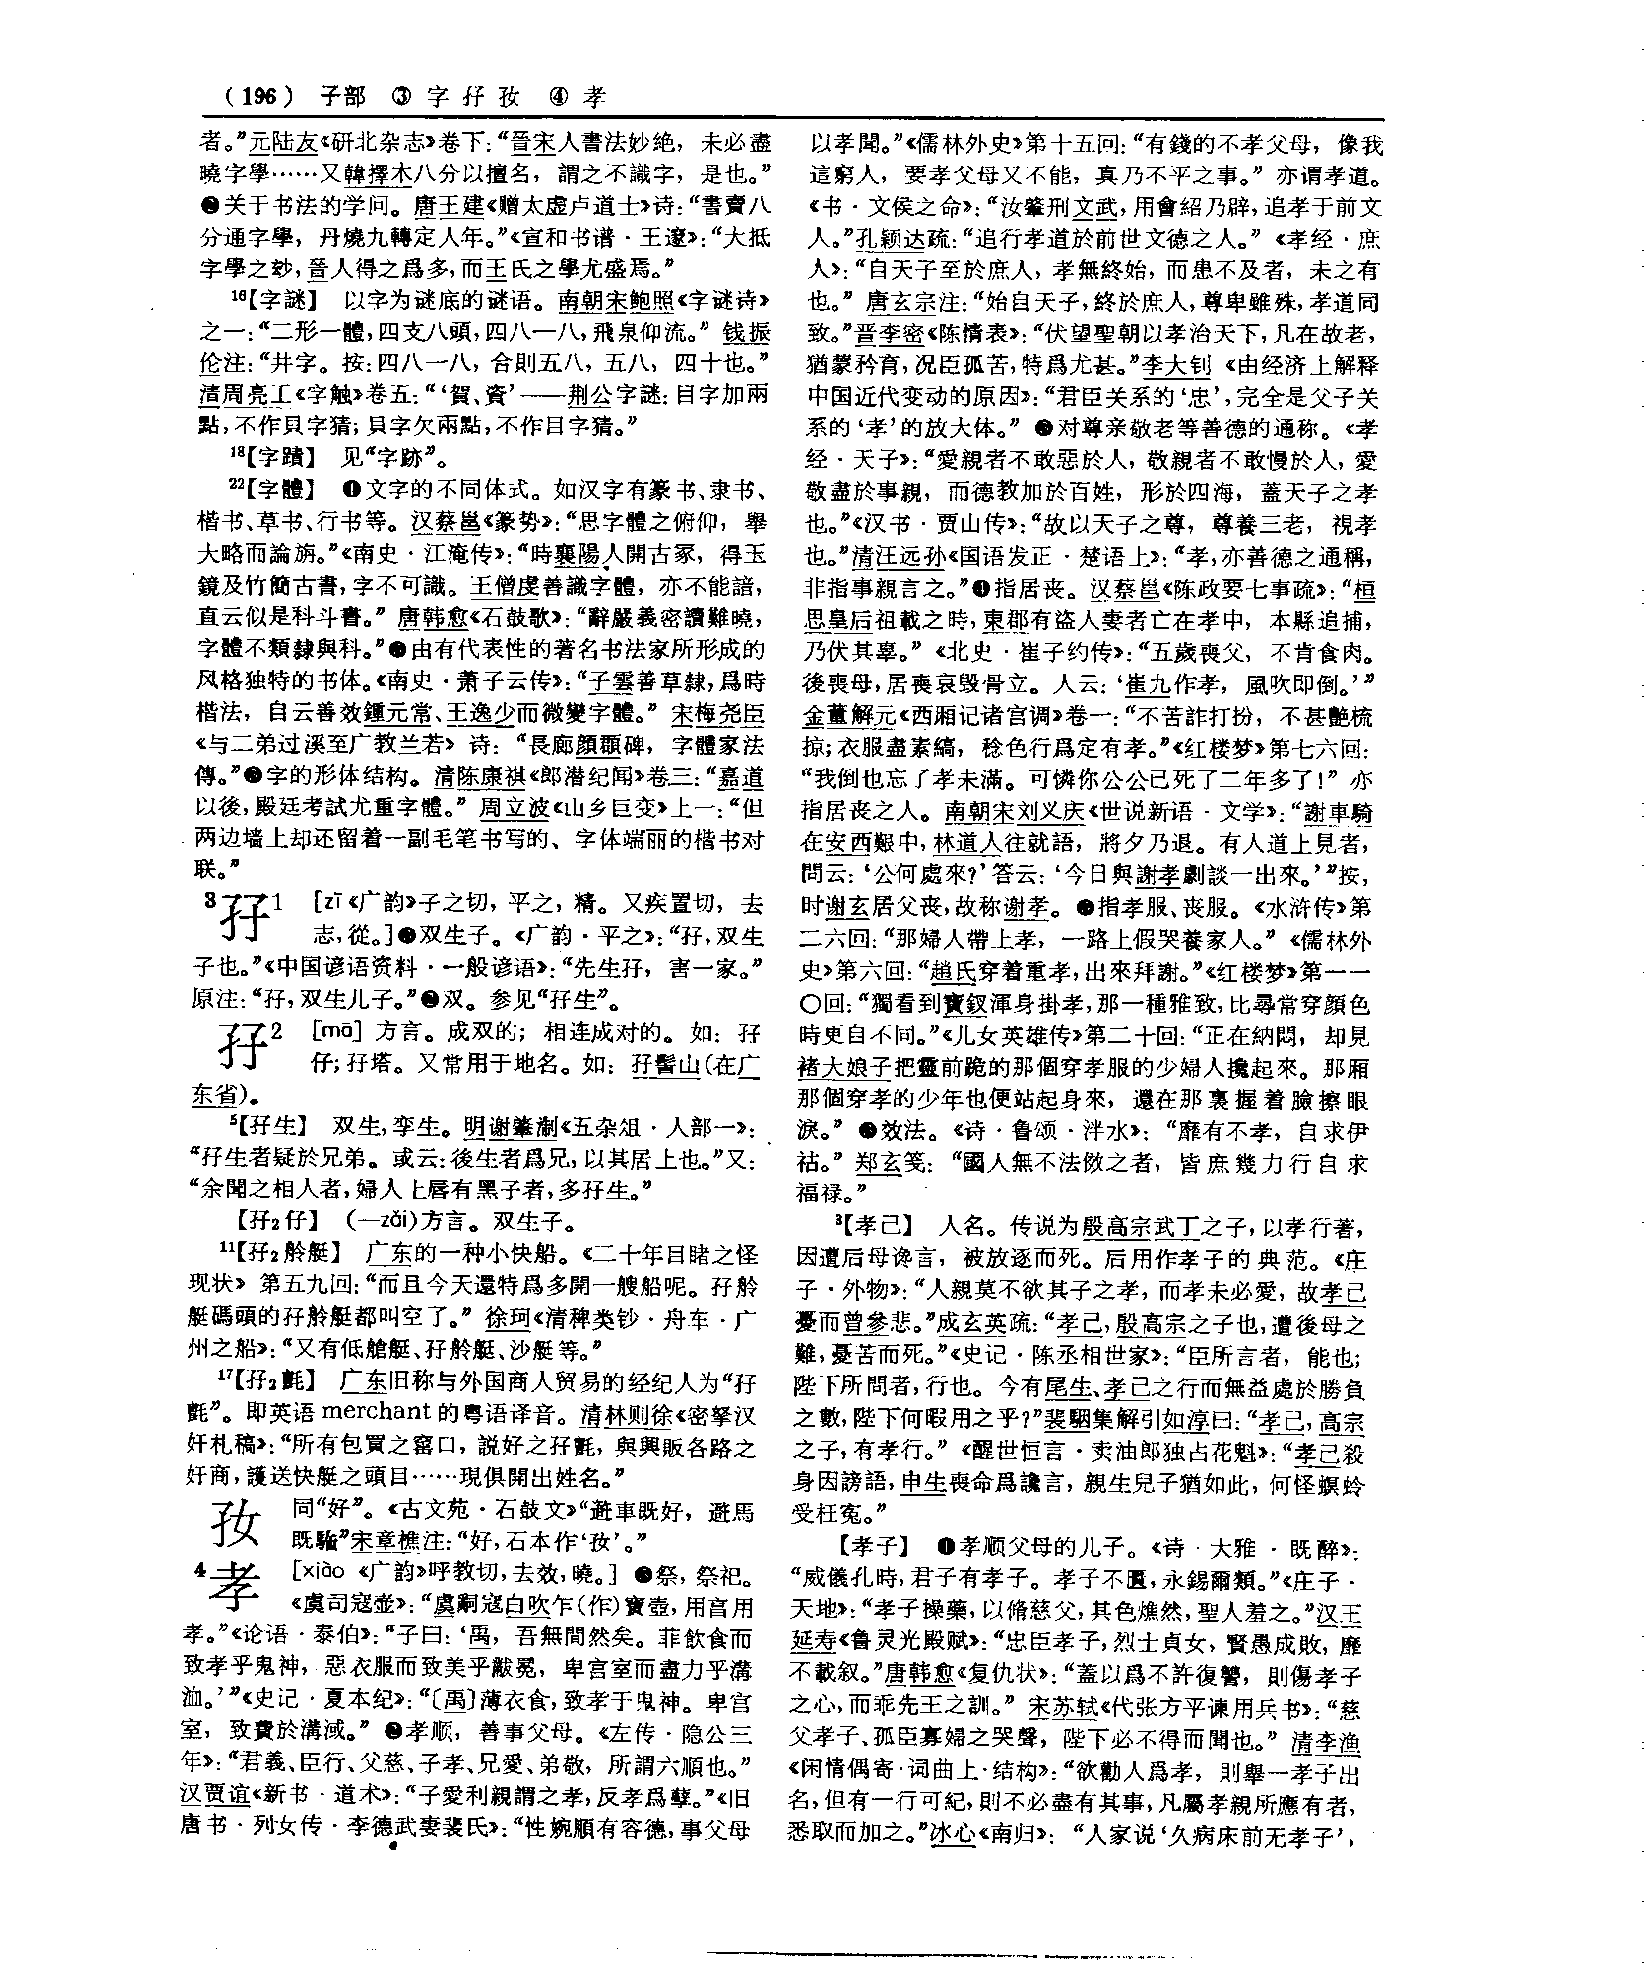 (196) 子部 ③ 字 孖 孜 ④ 孝
者。”元陆友《研北杂志》卷下：“晉宋人書法妙絶，未必盡
曉字學……又韓擇木八分以擅名，謂之不識字，是也。”
❷关于书法的学问。唐王建《赠太虚卢道士》诗：“書賣八
分通字學，丹燒九轉定人年。”《宣和书谱·王邃》：“大抵
字學之玅，晉人得之爲多，而王氏之學尤盛焉。”
16【字謎】 以字为谜底的谜语。南朝宋鲍照《字谜诗》
之一：“二形一體，四支八頭，四八一八，飛泉仰流。” 钱振
伦注：“井字。按：四八一八，合則五八，五八，四十也。”
清周亮工《字触》卷五：“‘賀、資’——荆公字謎：目字加兩
點，不作貝字猜；貝字欠兩點，不作目字猜。”
18【字蹟】 见“字跡”。
22【字體】 ❶文字的不同体式。如汉字有篆书、隶书、
楷书、草书、行书等。汉蔡邕《篆势》：“思字體之俯仰，舉
大略而論旃。”《南史·江淹传》：“時襄陽人開古冢，得玉
鏡及竹簡古書，字不可識。王僧虔善識字體，亦不能諳，
直云似是科斗書。” 唐韩愈《石鼓歌》：“辭嚴義密讀難曉，
字體不類隸與科。”❷由有代表性的著名书法家所形成的
风格独特的书体。《南史·萧子云传》：“子雲善草隸，爲時
楷法，自云善效鍾元常、王逸少而微變字體。” 宋梅尧臣
《与二弟过溪至广教兰若》 诗：“長廊顔顥碑，字體家法
傳。”❸字的形体结构。清陈康祺《郎潜纪闻》卷三：“嘉道
以後，殿廷考試尤重字體。” 周立波《山乡巨变》上一：“但
两边墙上却还留着一副毛笔书写的、字体端丽的楷书对
联。”
3孖1 [zī《广韵》子之切，平之，精。又疾置切，去
志，從。]❶双生子。《广韵·平之》：“孖，双生
子也。”《中国谚语资料·一般谚语》：“先生孖，害一家。”
原注：“孖，双生儿子。”❷双。参见“孖生”。
孖2 [mā] 方言。成双的；相连成对的。如：孖
仔；孖塔。又常用于地名。如：孖髻山(在广
东省)。
5【孖生】 双生，孪生。明谢肇淛《五杂俎·人部一》：
“孖生者疑於兄弟。或云：後生者爲兄，以其居上也。”又：
“余聞之相人者，婦人上唇有黑子者，多孖生。”
【孖2仔】 (—zǎi)方言。双生子。
11【孖2舲艇】 广东的一种小快船。《二十年目睹之怪
现状》 第五九回：“而且今天還特爲多開一艘船呢。孖舲
艇碼頭的孖舲艇都叫空了。” 徐珂《清稗类钞·舟车·广
州之船》：“又有低艙艇、孖舲艇、沙艇等。”
17【孖2氈】 广东旧称与外国商人贸易的经纪人为“孖
氈”。即英语 merchant 的粤语译音。清林则徐《密拏汉
奸札稿》：“所有包買之窰口，説好之孖氈，與興販各路之
奸商，護送快艇之頭目……現俱開出姓名。”
孜 同“好”。《古文苑·石鼓文》“遊車既好，遊馬
既䮾”宋章樵注：“好，石本作‘孜’。”
4孝 [xiào 《广韵》呼教切，去效，曉。] ❶祭，祭祀。
《虞司寇壶》：“虞嗣寇白吹乍(作)寶壺，用亯用
孝。”《论语·泰伯》：“子曰：‘禹，吾無間然矣。菲飲食而
致孝乎鬼神，惡衣服而致美乎黻冕，卑宫室而盡力乎溝
洫。’”《史记·夏本纪》：“〔禹〕薄衣食，致孝于鬼神。卑宫
室，致費於溝淢。” ❷孝顺，善事父母。《左传·隐公三
年》：“君義、臣行、父慈、子孝、兄愛、弟敬，所謂六順也。”
汉贾谊《新书·道术》：“子愛利親謂之孝，反孝爲孽。”《旧
唐书·列女传·李德武妻裴氏》：“性婉順有容德，事父母
以孝聞。”《儒林外史》第十五回：“有錢的不孝父母，像我
這窮人，要孝父母又不能，真乃不平之事。” 亦谓孝道。
《书·文侯之命》：“汝肇刑文武，用會紹乃辟，追孝于前文
人。”孔颖达疏：“追行孝道於前世文德之人。” 《孝经·庶
人》：“自天子至於庶人，孝無終始，而患不及者，未之有
也。” 唐玄宗注：“始自天子，終於庶人，尊卑雖殊，孝道同
致。”晋李密《陈情表》：“伏望聖朝以孝治天下，凡在故老，
猶蒙矜育，况臣孤苦，特爲尤甚。”李大钊 《由经济上解释
中国近代变动的原因》：“君臣关系的‘忠’，完全是父子关
系的‘孝’的放大体。” ❸对尊亲敬老等善德的通称。《孝
经·天子》：“愛親者不敢惡於人，敬親者不敢慢於人，愛
敬盡於事親，而德教加於百姓，形於四海，蓋天子之孝
也。”《汉书·贾山传》：“故以天子之尊，尊養三老，視孝
也。”清汪远孙《国语发正·楚语上》：“孝，亦善德之通稱，
非指事親言之。”❹指居丧。汉蔡邕《陈政要七事疏》：“桓
思皇后祖載之時，東郡有盜人妻者亡在孝中，本縣追捕，
乃伏其辜。” 《北史·崔子约传》：“五歲喪父，不肯食肉。
後喪母，居喪哀毁骨立。人云：‘崔九作孝，風吹即倒。’”
金董解元《西厢记诸宫调》卷一：“不苦詐打扮，不甚艷梳
掠；衣服盡素縞，稔色行爲定有孝。”《红楼梦》第七六回：
“我倒也忘了孝未滿。可憐你公公已死了二年多了！” 亦
指居丧之人。南朝宋刘义庆《世说新语·文学》：“謝車騎
在安西艱中，林道人往就語，將夕乃退。有人道上見者，
問云：‘公何處來？’答云：‘今日與謝孝劇談一出來。’”按，
时谢玄居父丧，故称谢孝。❺指孝服、丧服。《水浒传》第
二六回：“那婦人帶上孝，一路上假哭養家人。” 《儒林外
史》第六回：“趙氏穿着重孝，出來拜謝。”《红楼梦》第一一
〇回：“獨看到寶釵渾身掛孝，那一種雅致，比尋常穿顔色
時更自不同。”《儿女英雄传》第二十回：“正在納悶，却見
褚大娘子把靈前跪的那個穿孝服的少婦人攙起來。那厢
那個穿孝的少年也便站起身來，還在那裏握着臉擦眼
淚。” ❻效法。《诗·鲁颂·泮水》：“靡有不孝，自求伊
祜。” 郑玄笺：“國人無不法傚之者，皆庶幾力行自求
福禄。”
3【孝己】 人名。传说为殷高宗武丁之子，以孝行著，
因遭后母谗言，被放逐而死。后用作孝子的典范。《庄
子·外物》：“人親莫不欲其子之孝，而孝未必愛，故孝己
憂而曾參悲。”成玄英疏：“孝己，殷高宗之子也，遭後母之
難，憂苦而死。”《史记·陈丞相世家》：“臣所言者，能也；
陛下所問者，行也。今有尾生、孝己之行而無益處於勝負
之數，陛下何暇用之乎？”裴駰集解引如淳曰：“孝己，高宗
之子，有孝行。” 《醒世恒言·卖油郎独占花魁》：“孝己殺
身因謗語，申生喪命爲讒言，親生兒子猶如此，何怪螟蛉
受枉寃。”
【孝子】 ❶孝顺父母的儿子。《诗·大雅·既醉》：
“威儀孔時，君子有孝子。孝子不匱，永錫爾類。”《庄子·
天地》：“孝子操藥，以脩慈父，其色燋然，聖人羞之。”汉王
延寿《鲁灵光殿赋》：“忠臣孝子，烈士貞女，賢愚成敗，靡
不載叙。”唐韩愈《复仇状》：“蓋以爲不許復讐，則傷孝子
之心，而乖先王之訓。” 宋苏轼《代张方平谏用兵书》：“慈
父孝子、孤臣寡婦之哭聲，陛下必不得而聞也。” 清李渔
《闲情偶寄·词曲上·结构》：“欲勸人爲孝，則舉一孝子出
名，但有一行可紀，則不必盡有其事，凡屬孝親所應有者，
悉取而加之。”冰心《南归》：“人家说‘久病床前无孝子’，